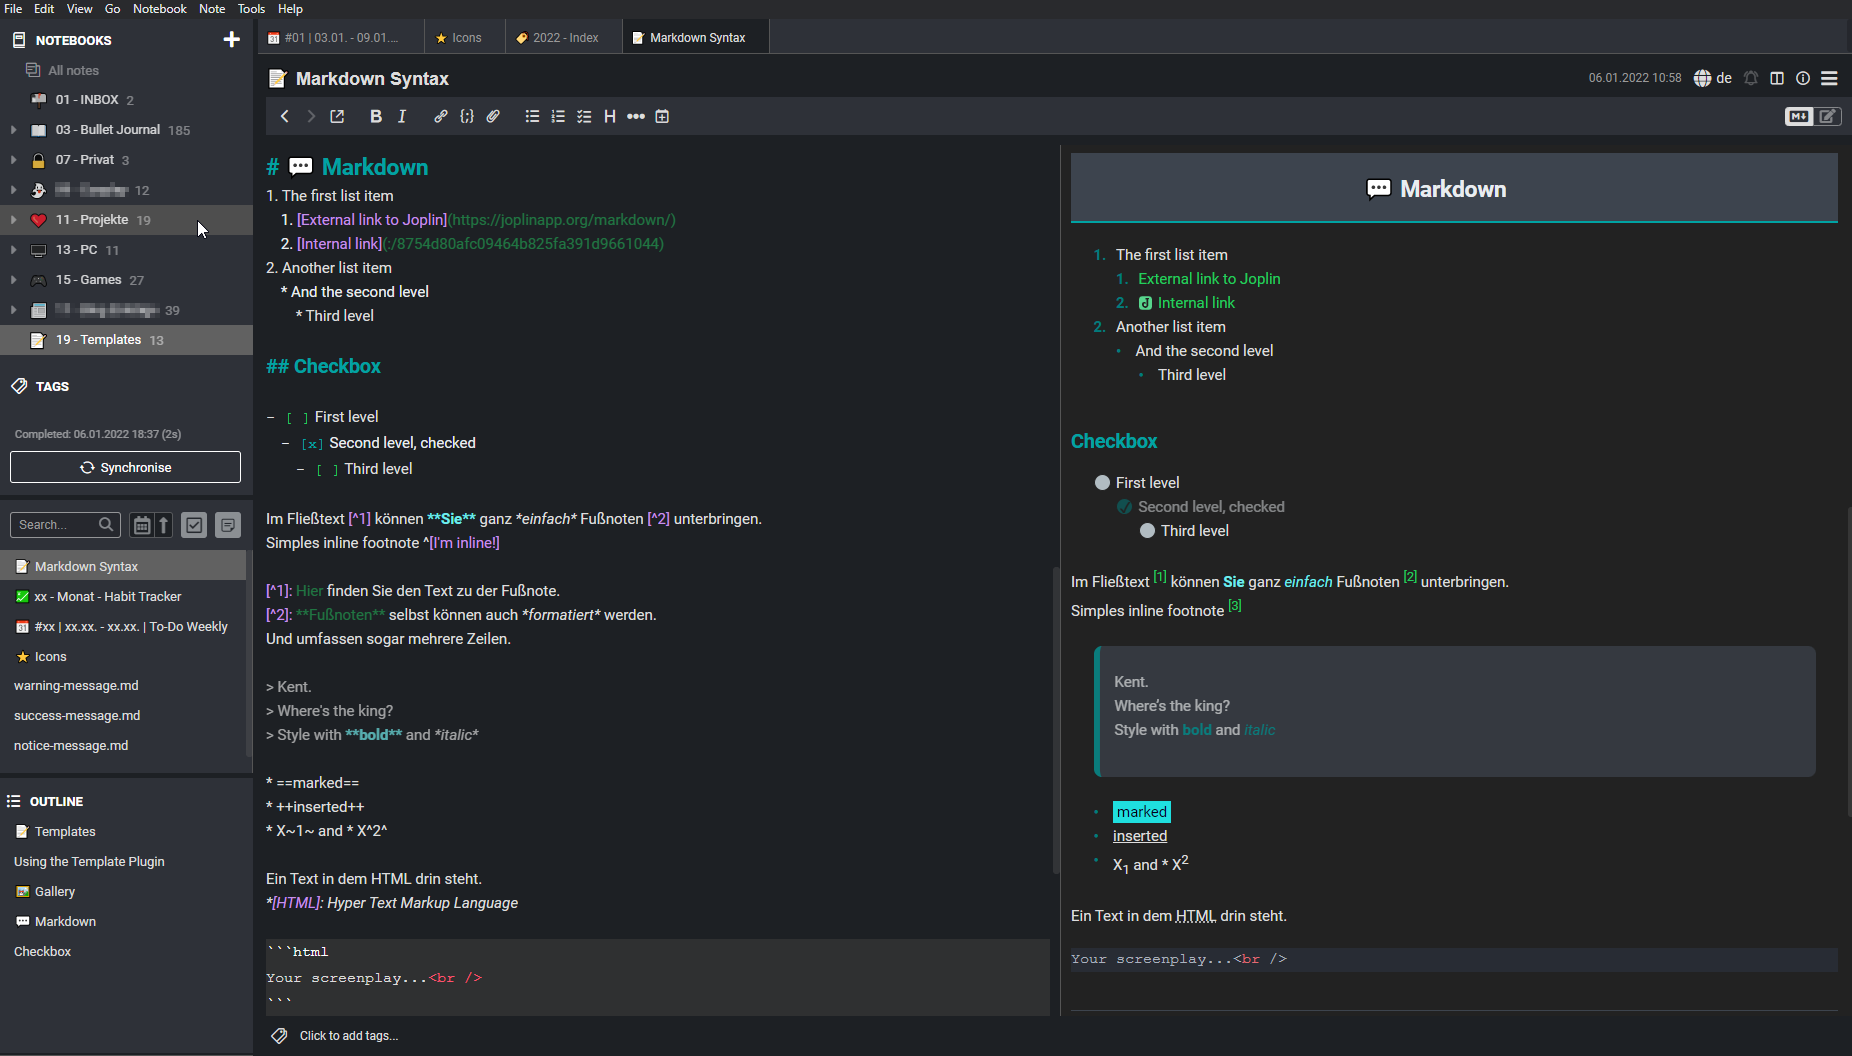 File Edit View Go Notebook Note Tools Help
NOTEBOOKS
All notes
01 - INBOX 2
03 - Bullet Journal 185
07 - Privat 3
12
11 - Projekte 19
13 - PC 11
15 - Games 27
39
19 - Templates 13
TAGS
Completed: 06.01.2022 18:37 (2s)
Synchronise
Search...
Markdown Syntax
xx - Monat - Habit Tracker
#xx | xx.xx. - xx.xx. | To-Do Weekly
Icons
warning-message.md
success-message.md
notice-message.md
OUTLINE
Templates
Using the Template Plugin
Gallery
Markdown
Checkbox
#01 | 03.01. - 09.01.... Icons 2022 - Index Markdown Syntax
Markdown Syntax
06.01.2022 10:58 de
B I H
M↓
# 💬 Markdown
1. The first list item
1. [External link to Joplin](https://joplinapp.org/markdown/)
2. [Internal link](:/8754d80afc09464b825fa391d9661044)
2. Another list item
* And the second level
* Third level
## Checkbox
- [ ] First level
- [x] Second level, checked
- [ ] Third level
Im Fließtext [^1] können **Sie** ganz *einfach* Fußnoten [^2] unterbringen.
Simples inline footnote ^[I'm inline!]
[^1]: Hier finden Sie den Text zu der Fußnote.
[^2]: **Fußnoten** selbst können auch *formatiert* werden.
Und umfassen sogar mehrere Zeilen.
> Kent.
> Where's the king?
> Style with **bold** and *italic*
* ==marked==
* ++inserted++
* X~1~ and * X^2^
Ein Text in dem HTML drin steht.
*[HTML]: Hyper Text Markup Language
```html
Your screenplay...<br />
```
Click to add tags...
💬 Markdown
1. The first list item
1. External link to Joplin
2. Internal link
2. Another list item
And the second level
Third level
Checkbox
First level
Second level, checked
Third level
Im Fließtext [1] können Sie ganz einfach Fußnoten [2] unterbringen.
Simples inline footnote [3]
Kent.
Where's the king?
Style with bold and italic
marked
inserted
X1 and * X2
Ein Text in dem HTML drin steht.
Your screenplay...<br />